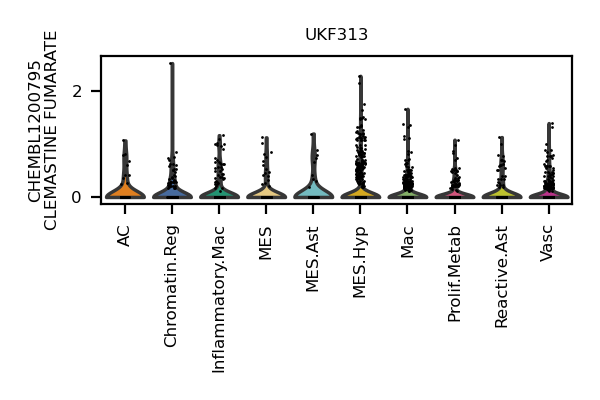 UKF313
CHEMBL1200795
CLEMASTINE FUMARATE
2
0
AC
Chromatin.Reg
Inflammatory.Mac
MES
MES.Ast
MES.Hyp
Mac
Prolif.Metab
Reactive.Ast
Vasc